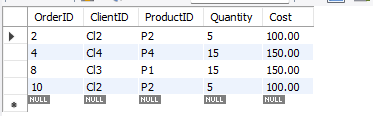 OrderID ClientID ProductID Quantity Cost
2 Cl2 P2 5 100.00
4 Cl4 P4 15 150.00
8 Cl3 P1 15 150.00
10 Cl2 P2 5 100.00
NULL NULL NULL NULL NULL